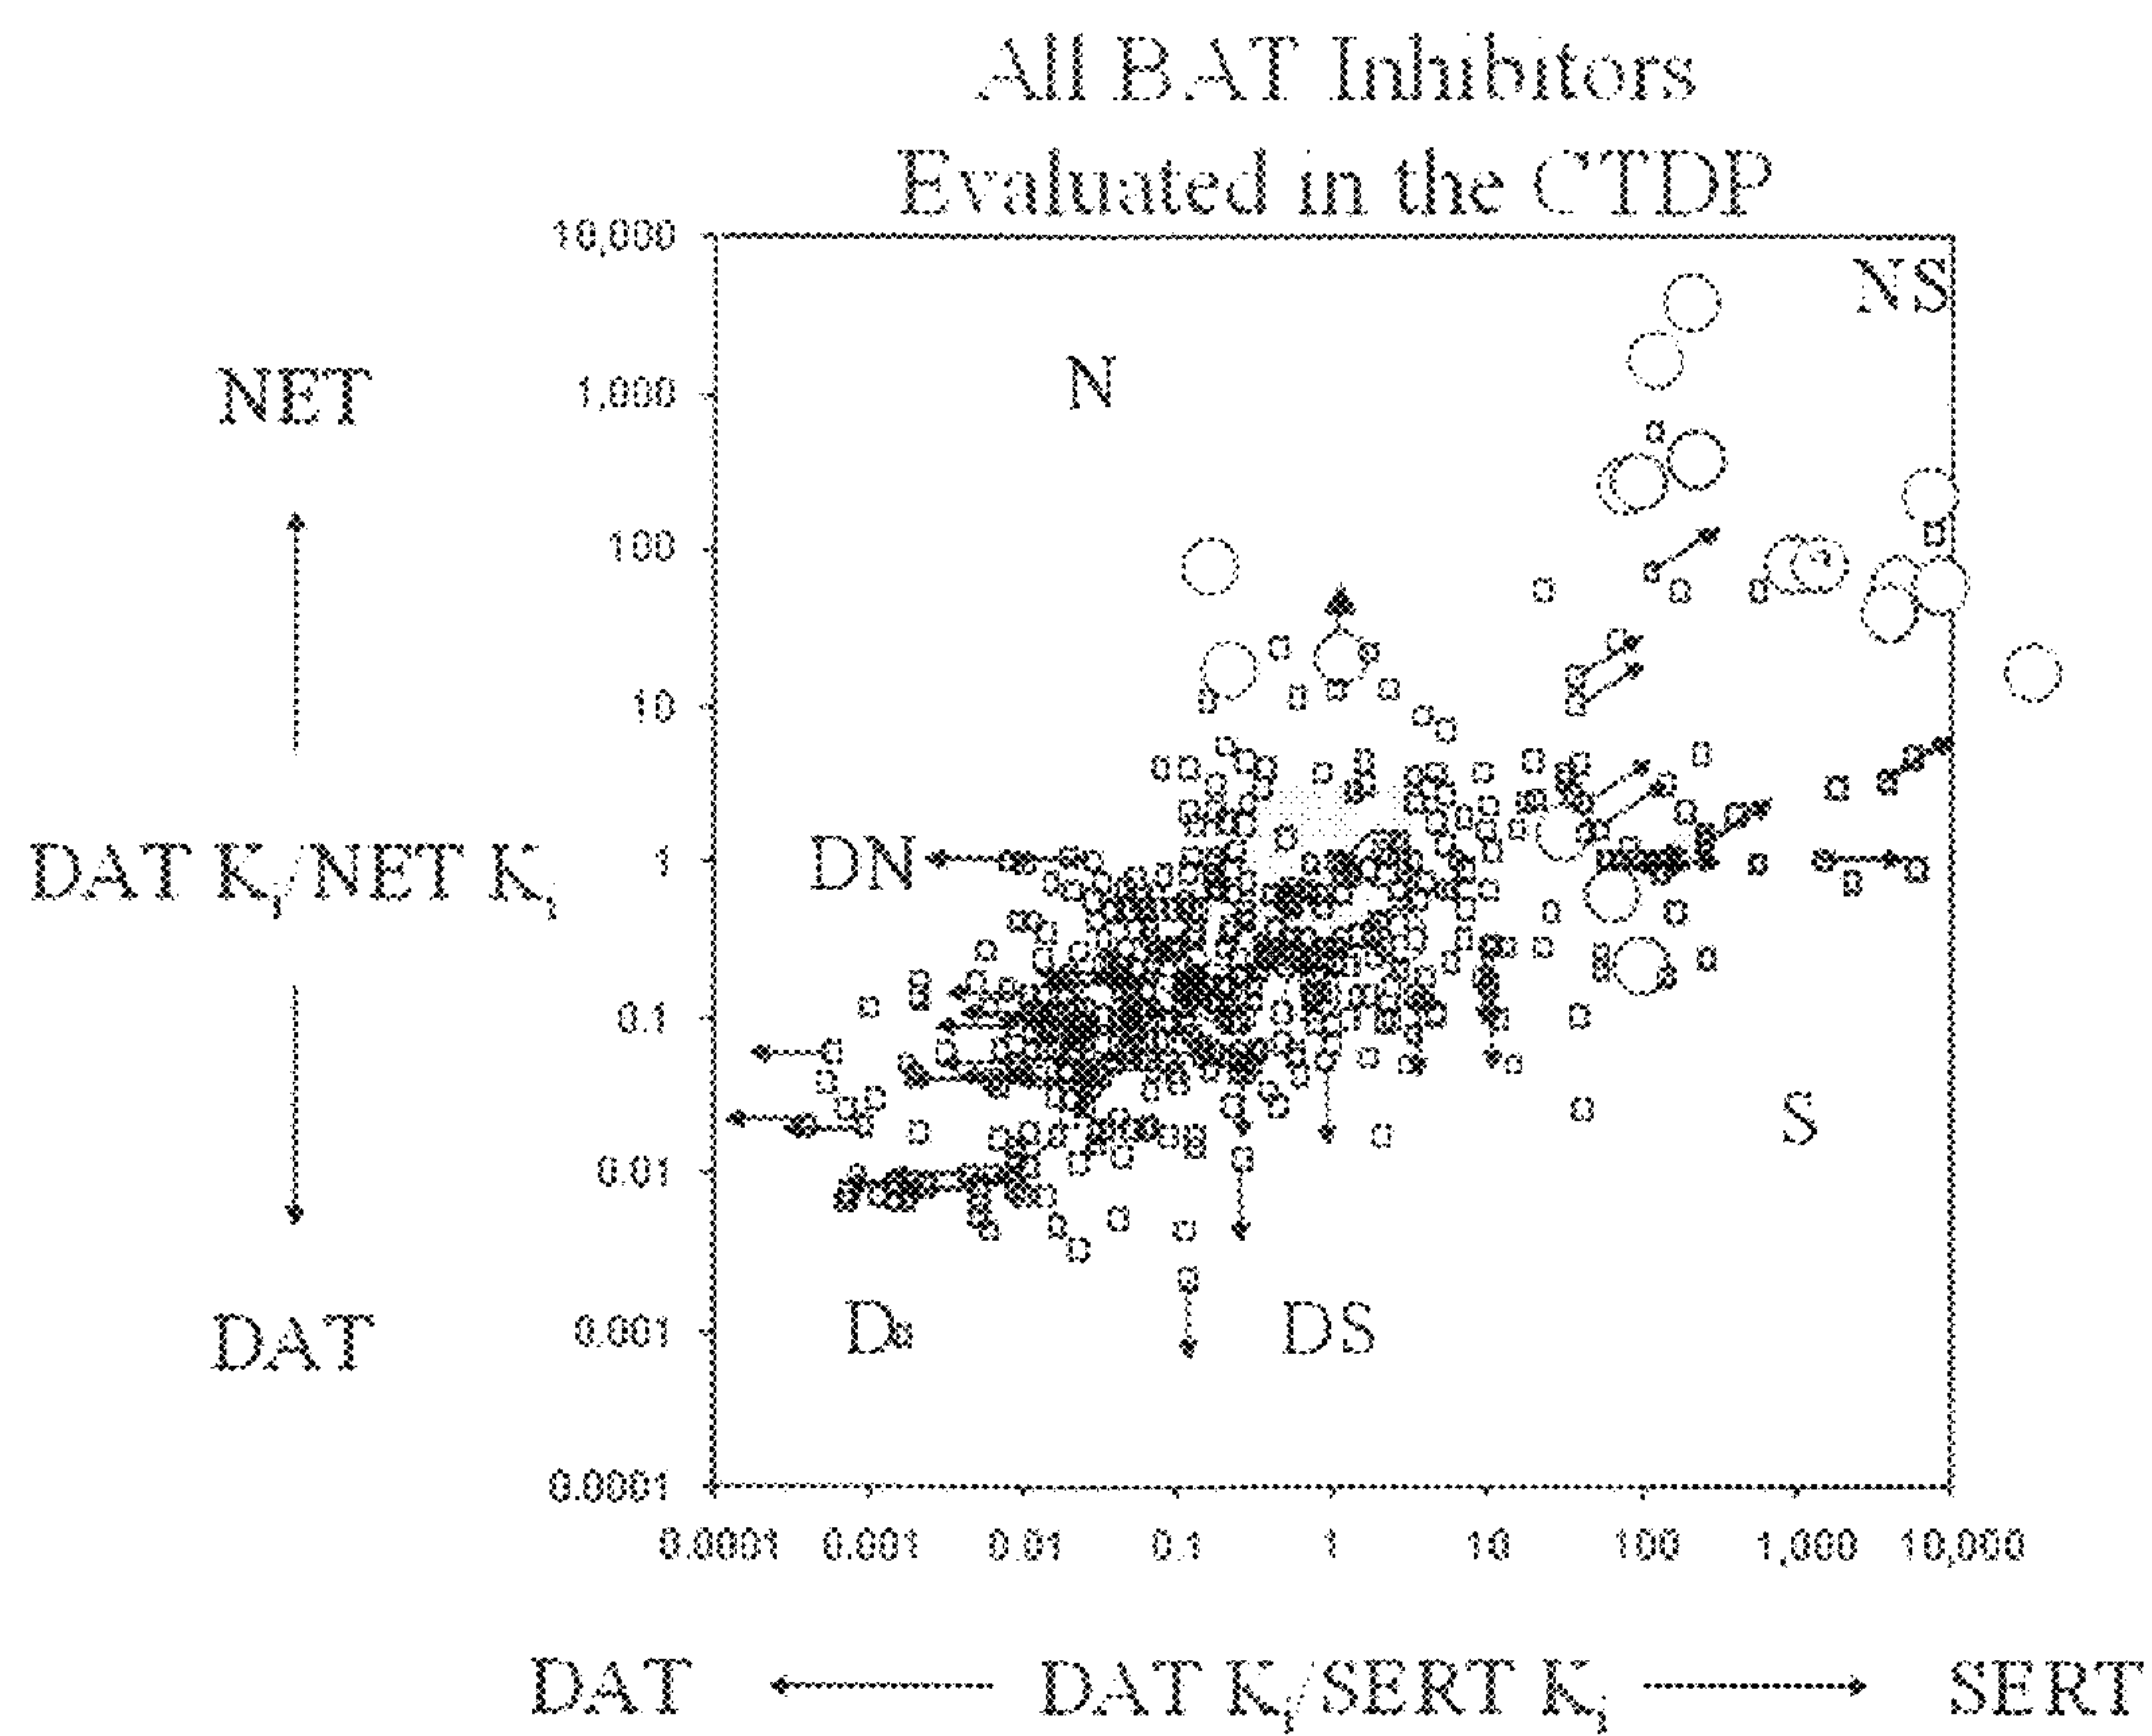 All BAT Inhibitors
Evaluated in the CTDP
10,000
NS
N
NET
1,000
100
10
DN
DAT Ki/NET Ki
1
0.1
S
0.01
D
DS
DAT
0.001
0.0001
0.0001 0.001 0.01 0.1 1 10 100 1,000 10,000
DAT DAT Ki/SERT Ki SERT